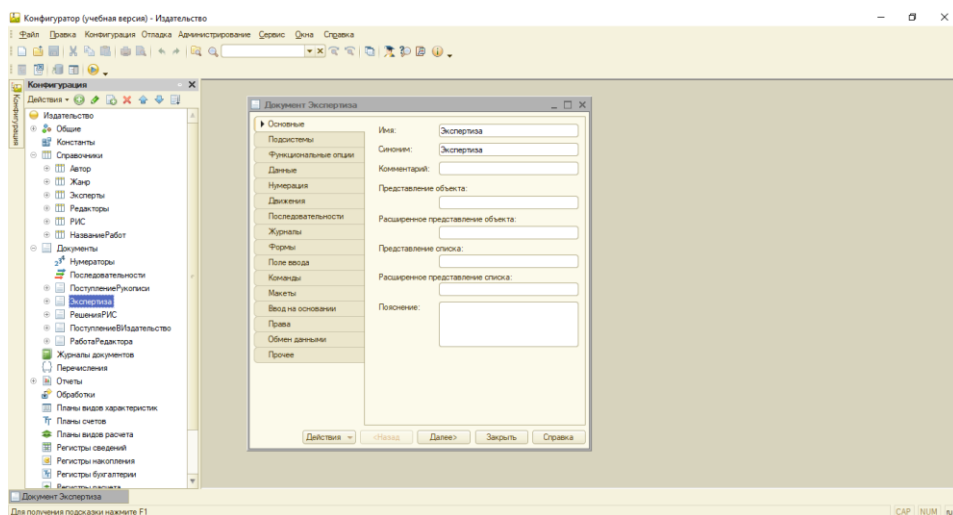 Конфигуратор (учебная версия) - Издательство
Файл Правка Конфигурация Отладка Администрирование Сервис Окна Справка
Конфигурация
Действия
Конфигурация
Издательство
Общие
Константы
Справочники
Автор
Жанр
Эксперты
Редакторы
РИС
НазваниеРабот
Документы
Нумераторы
Последовательности
ПоступлениеРукописи
Экспертиза
РешенияРИС
ПоступлениеВИздательство
РаботаРедактора
Журналы документов
Перечисления
Отчеты
Обработки
Планы видов характеристик
Планы счетов
Планы видов расчета
Регистры сведений
Регистры накопления
Регистры бухгалтерии
Регистры расчета
Документ Экспертиза
Основные
Подсистемы
Функциональные опции
Данные
Нумерация
Движения
Последовательности
Журналы
Формы
Поле ввода
Команды
Макеты
Ввод на основании
Права
Обмен данными
Прочее
Имя: Экспертиза
Синоним: Экспертиза
Комментарий:
Представление объекта:
Расширенное представление объекта:
Представление списка:
Расширенное представление списка:
Пояснение:
Действия <Назад Далее> Закрыть Справка
Документ Экспертиза
Для получения подсказки нажмите F1
CAP NUM ru